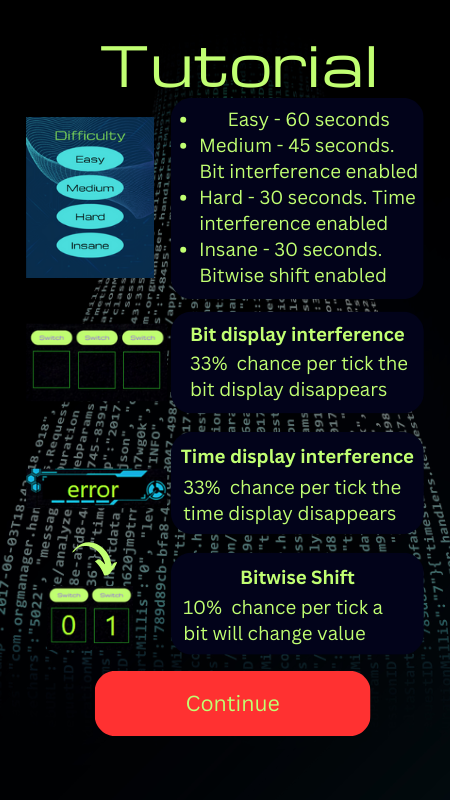 Tutorial
Difficulty
Easy
Medium
Hard
Insane
• Easy - 60 seconds
• Medium - 45 seconds.
Bit interference enabled
• Hard - 30 seconds. Time
interference enabled
• Insane - 30 seconds.
Bitwise shift enabled
Switch Switch Switch
Bit display interference
33% chance per tick the
bit display disappears
error
Time display interference
33% chance per tick the
time display disappears
Switch Switch
0 1
Bitwise Shift
10% chance per tick a
bit will change value
Continue